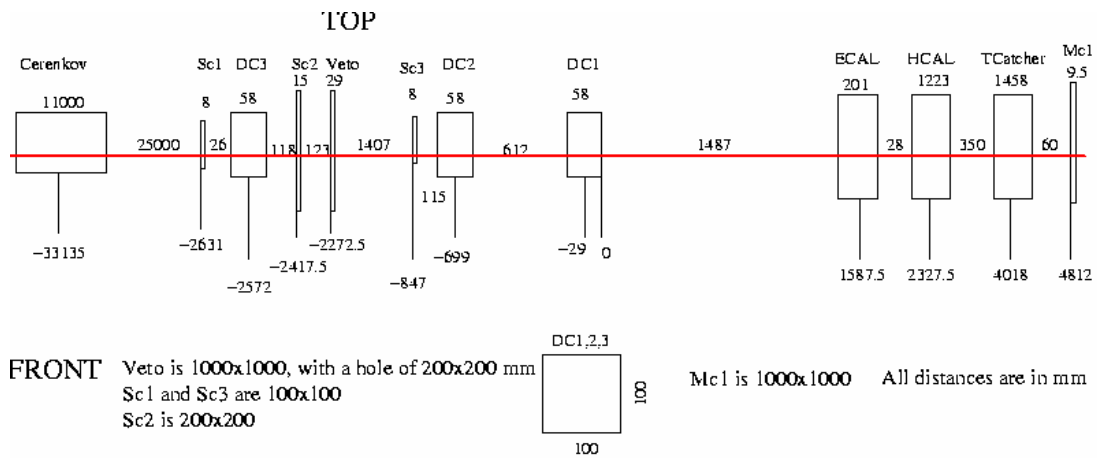 TOP
Cerenkov Sc1 DC3 Sc2 Veto Sc3 DC2 DC1 ECAL HCAL TCatcher Mc1
11000 8 58 15 29 8 58 58 201 1223 1458 9.5
25000 26 118 123 1407 612 1487 28 350 60
115
-33135 -2631 -2572 -2417.5 -2272.5 -847 -699 -29 0 1587.5 2327.5 4018 4812
DC1,2,3
FRONT Veto is 1000x1000, with a hole of 200x200 mm
Sc1 and Sc3 are 100x100
Sc2 is 200x200
100
100
Mc1 is 1000x1000 All distances are in mm